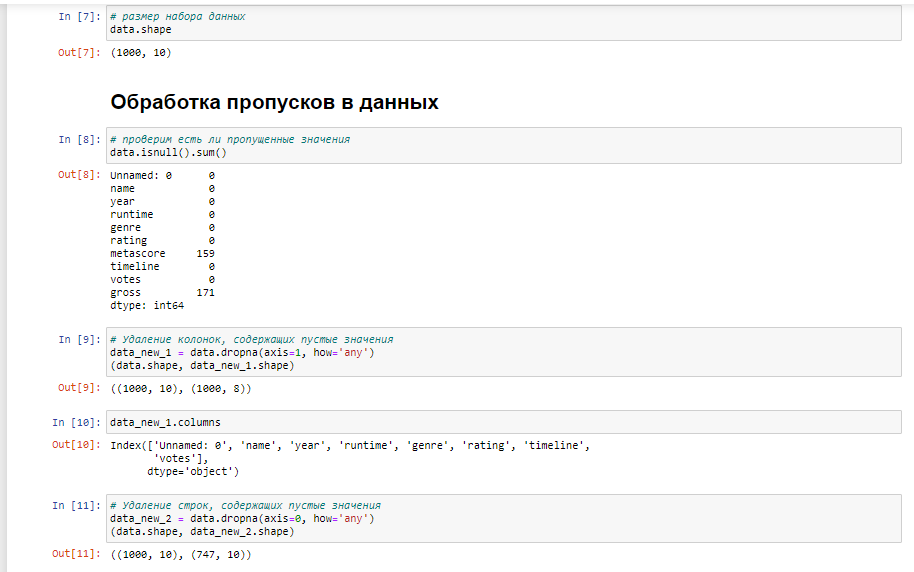 In [7]: # размер набора данных
data.shape
Out[7]: (1000, 10)
Обработка пропусков в данных
In [8]: # проверим есть ли пропущенные значения
data.isnull().sum()
Out[8]: Unnamed: 0 0
name 0
year 0
runtime 0
genre 0
rating 0
metascore 159
timeline 0
votes 0
gross 171
dtype: int64
In [9]: # Удаление колонок, содержащих пустые значения
data_new_1 = data.dropna(axis=1, how='any')
(data.shape, data_new_1.shape)
Out[9]: ((1000, 10), (1000, 8))
In [10]: data_new_1.columns
Out[10]: Index(['Unnamed: 0', 'name', 'year', 'runtime', 'genre', 'rating', 'timeline',
'votes'],
dtype='object')
In [11]: # Удаление строк, содержащих пустые значения
data_new_2 = data.dropna(axis=0, how='any')
(data.shape, data_new_2.shape)
Out[11]: ((1000, 10), (747, 10))